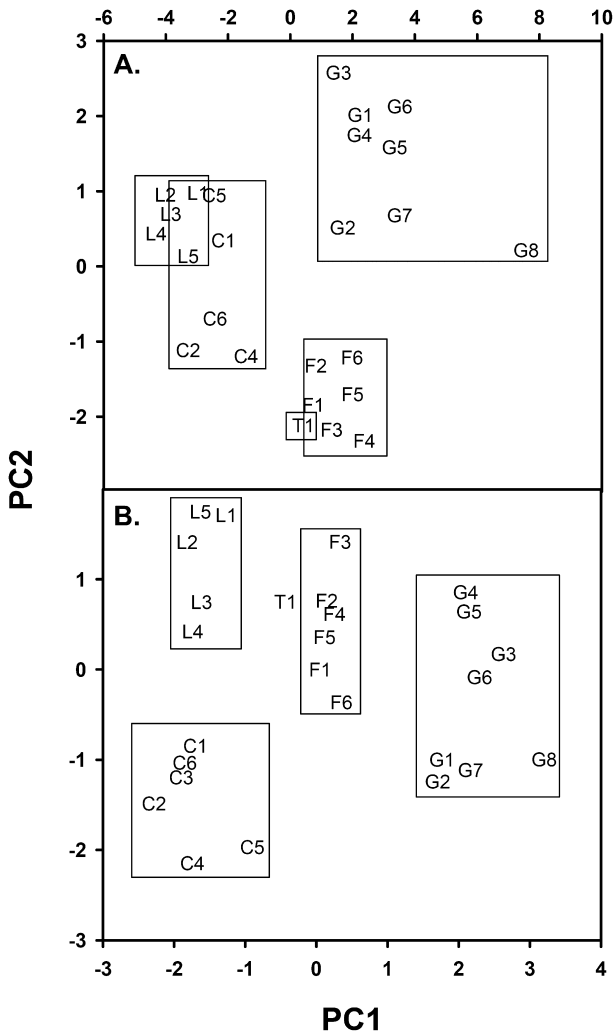 -6 -4 -2 0 2 4 6 8 10
3
A.
G3
G1 G6
2
G4
G5
1
L2 L1 C5
L3
G7
L4 C1
G2
L5
G8
0
C6
-1
C2 C4
F2 F6
F5
F1
-2
T1 F3
F4
PC2
B.
L5 L1
L2
F3
1
G4
L3 T1 F2
G5
F4
L4
F5
G3
0
F1
G6
F6
C1
-1
C6
G1 G8
C3
G7
G2
C2
-2
C5
C4
-3
-3 -2 -1 0 1 2 3 4
PC1